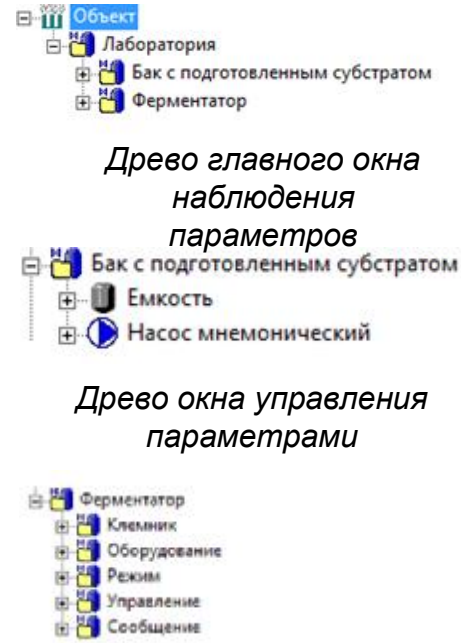 Объект
Лаборатория
Бак с подготовленным субстратом
Ферментатор
Древо главного окна
наблюдения
параметров
Бак с подготовленным субстратом
Емкость
Насос мнемонический
Древо окна управления
параметрами
Ферментатор
Клемник
Оборудование
Режим
Управление
Сообщение